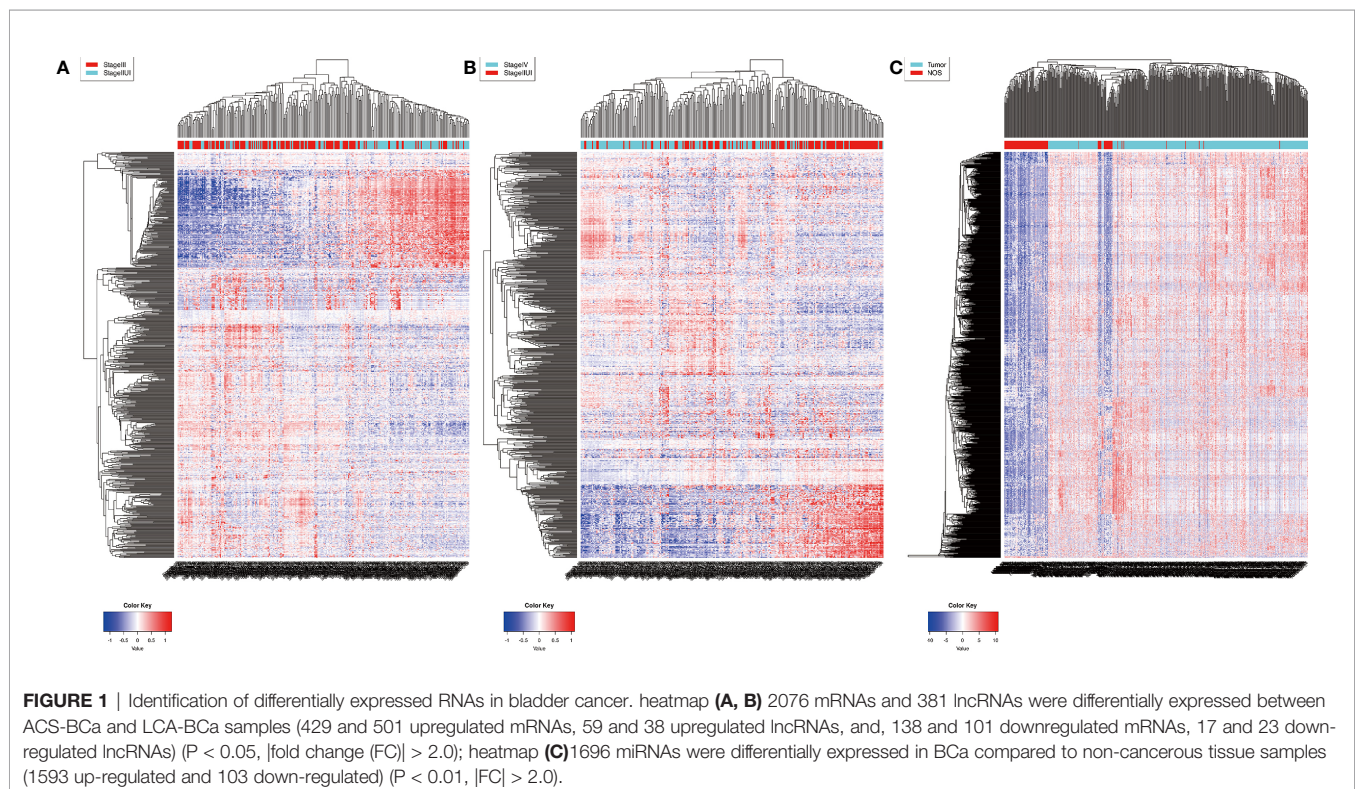 A
StageIII
StageIIUI
B
StageIV
StageIIUI
C
Tumor
NOS
Color Key
-1 -0.5 0 0.5 1
Value
Color Key
-1 -0.5 0 0.5 1
Value
Color Key
-10 -5 0 5 10
Value
FIGURE 1 | Identification of differentially expressed RNAs in bladder cancer. heatmap (A, B) 2076 mRNAs and 381 lncRNAs were differentially expressed between
ACS-BCa and LCA-BCa samples (429 and 501 upregulated mRNAs, 59 and 38 upregulated lncRNAs, and, 138 and 101 downregulated mRNAs, 17 and 23 down-
regulated lncRNAs) (P < 0.05, |fold change (FC)| > 2.0); heatmap (C)1696 miRNAs were differentially expressed in BCa compared to non-cancerous tissue samples
(1593 up-regulated and 103 down-regulated) (P < 0.01, |FC| > 2.0).